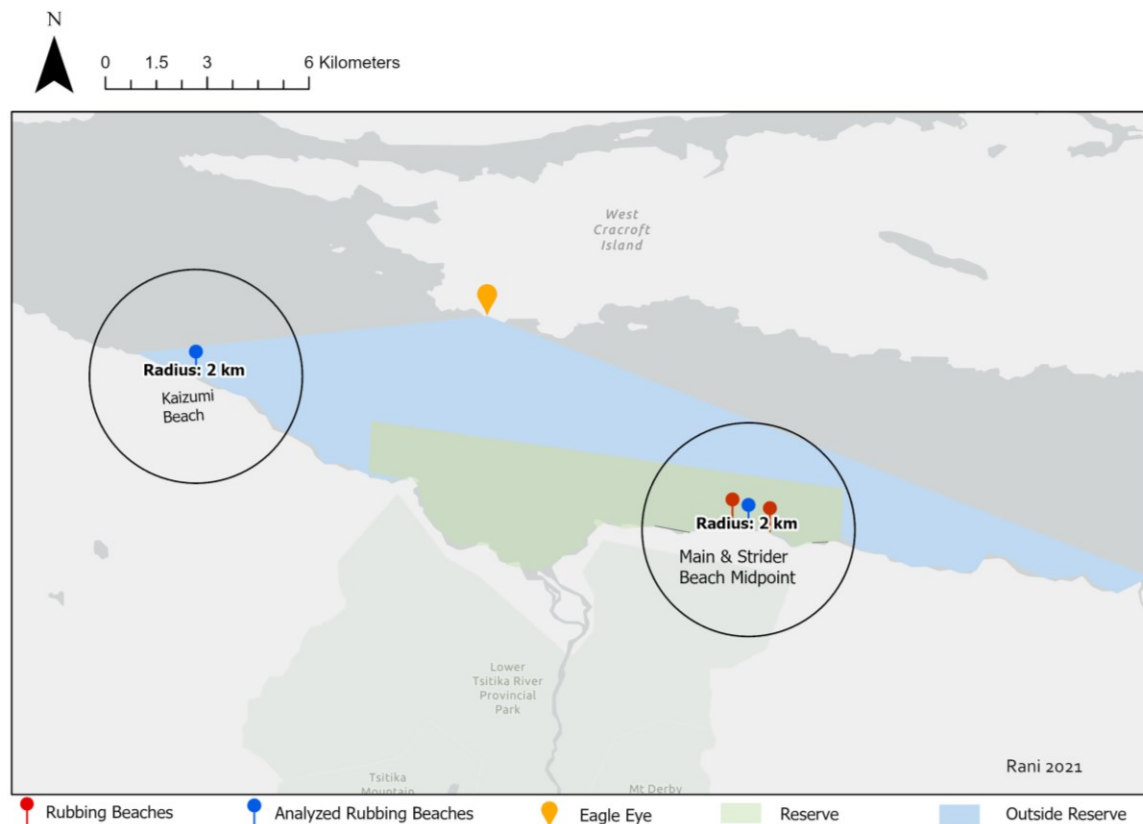 N
0 1.5 3 6 Kilometers
West
Cracroft
Island
Radius: 2 km
Kaizumi
Beach
Radius: 2 km
Main & Strider
Beach Midpoint
Lower
Tsitika River
Provincial
Park
Tsitika
Mountain
Mt Derby
Rani 2021
Rubbing Beaches
Analyzed Rubbing Beaches
Eagle Eye
Reserve
Outside Reserve